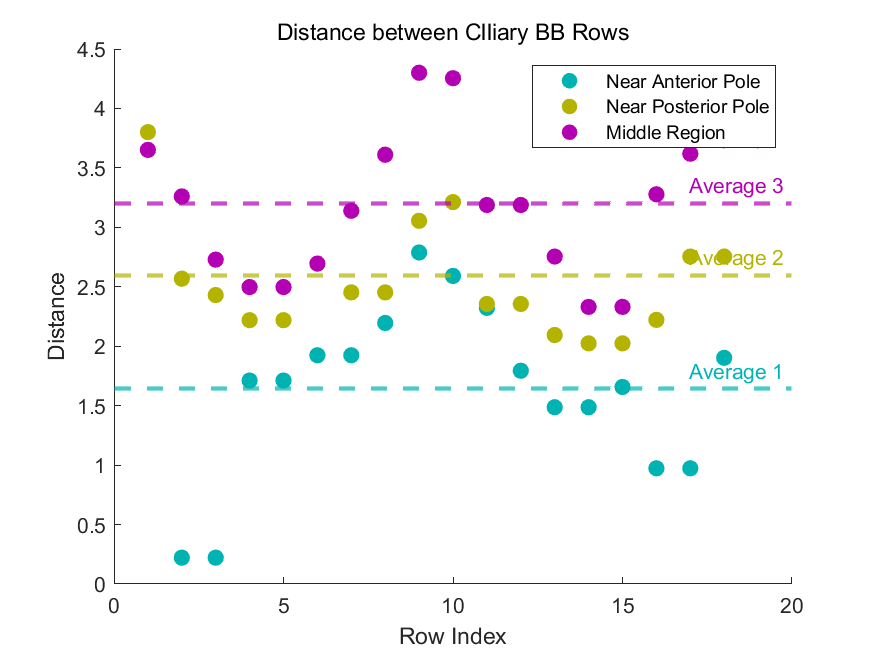 Distance between CIliary BB Rows
4.5
4
3.5
3
2.5
2
1.5
1
0.5
0
Distance
Near Anterior Pole
Near Posterior Pole
Middle Region
Average 3
Average 2
Average 1
0
5
10
15
20
Row Index